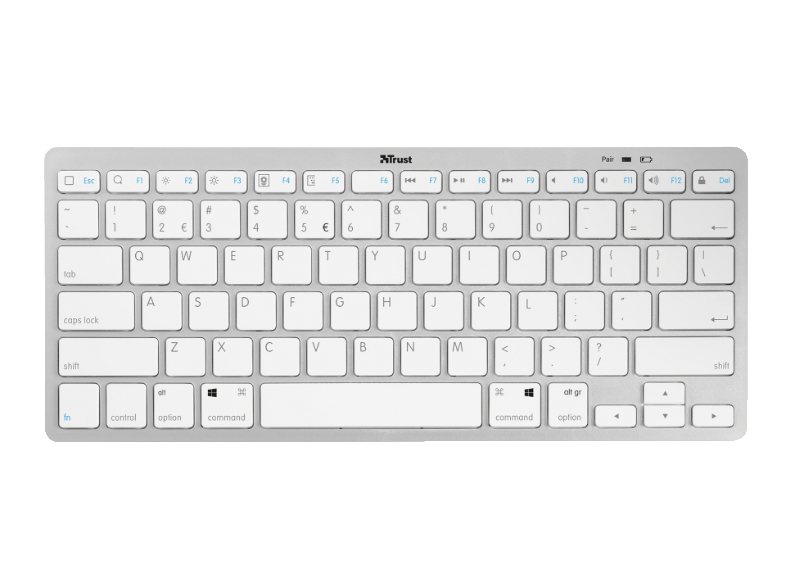 Trust
Pair
Esc F1 F2 F3 F4 F5 F6 F7 F8 F9 F10 F11 F12 Del
~ ! @ # $ % ^ & * ( ) ~ +
· 1 2 € 3 4 5 € 6 7 8 9 0 - =
tab Q W E R T Y U I O P { [ } ] | \
caps lock A S D F G H J K L : ; " '
shift Z X C V B N M < , > . ? / shift
alt ⌘ ⌘ alt gr
fn control option command command option